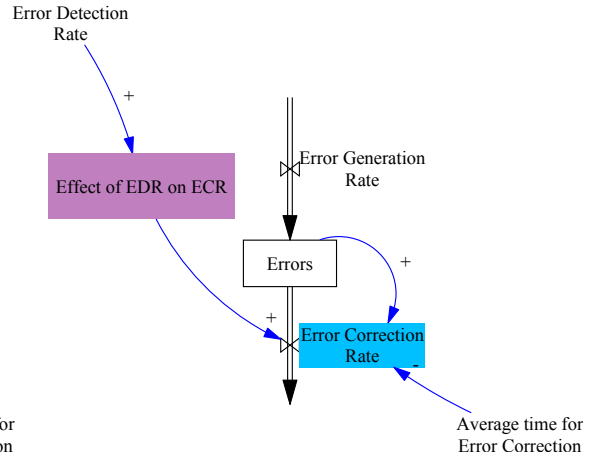 Error Detection
Rate
+
Error Generation
Rate
Effect of EDR on ECR
Errors
+
+
Error Correction
Rate
-
for
on
Average time for
Error Correction